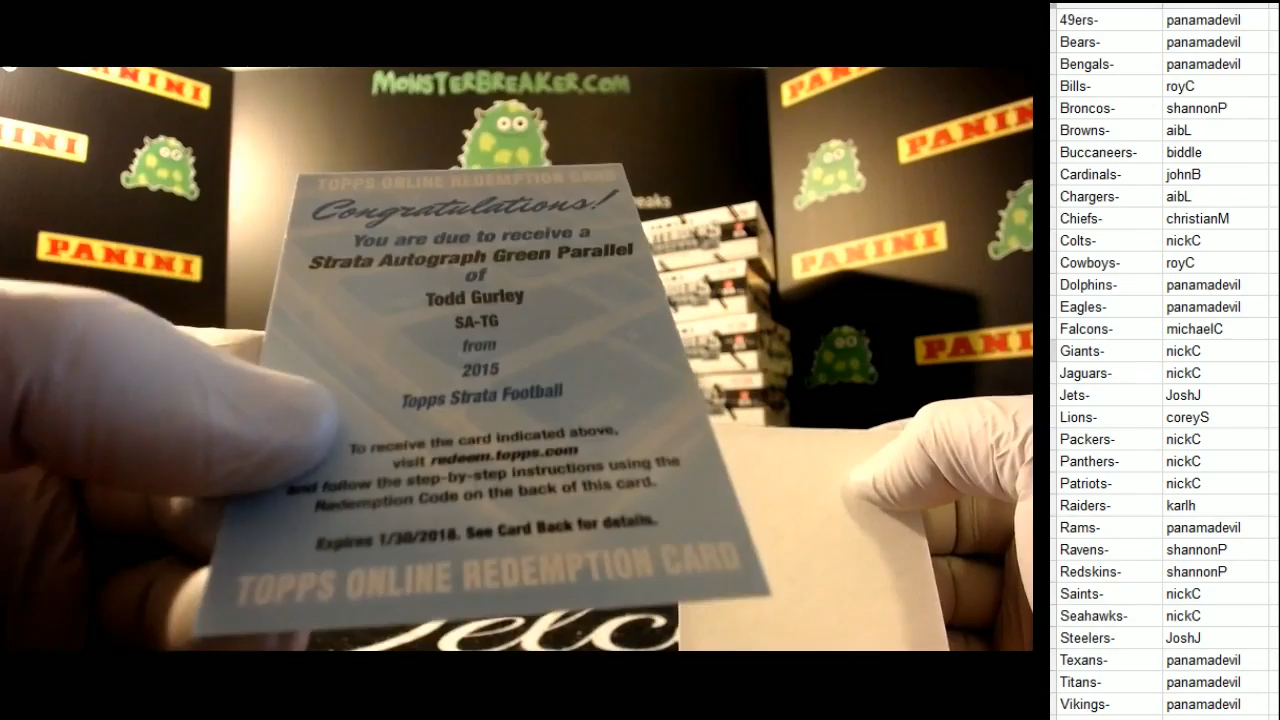 MONSTERBREAKER.COM
PANINI
PANINI
PANINI
PANINI
PANINI
PANINI
TOPPS ONLINE REDEMPTION CARD
Congratulations!
You are due to receive a
Strata Autograph Green Parallel
of
Todd Gurley
SA-TG
from
2015
Topps Strata Football
To receive the card indicated above,
visit redeem.topps.com
and follow the step-by-step instructions using the
Redemption Code on the back of this card.
Expires 1/30/2018. See Card Back for details.
TOPPS ONLINE REDEMPTION CARD
49ers- panamadevil
Bears- panamadevil
Bengals- panamadevil
Bills- royC
Broncos- shannonP
Browns- aibL
Buccaneers- biddle
Cardinals- johnB
Chargers- aibL
Chiefs- christianM
Colts- nickC
Cowboys- royC
Dolphins- panamadevil
Eagles- panamadevil
Falcons- michaelC
Giants- nickC
Jaguars- nickC
Jets- JoshJ
Lions- coreyS
Packers- nickC
Panthers- nickC
Patriots- nickC
Raiders- karlh
Rams- panamadevil
Ravens- shannonP
Redskins- shannonP
Saints- nickC
Seahawks- nickC
Steelers- JoshJ
Texans- panamadevil
Titans- panamadevil
Vikings- panamadevil